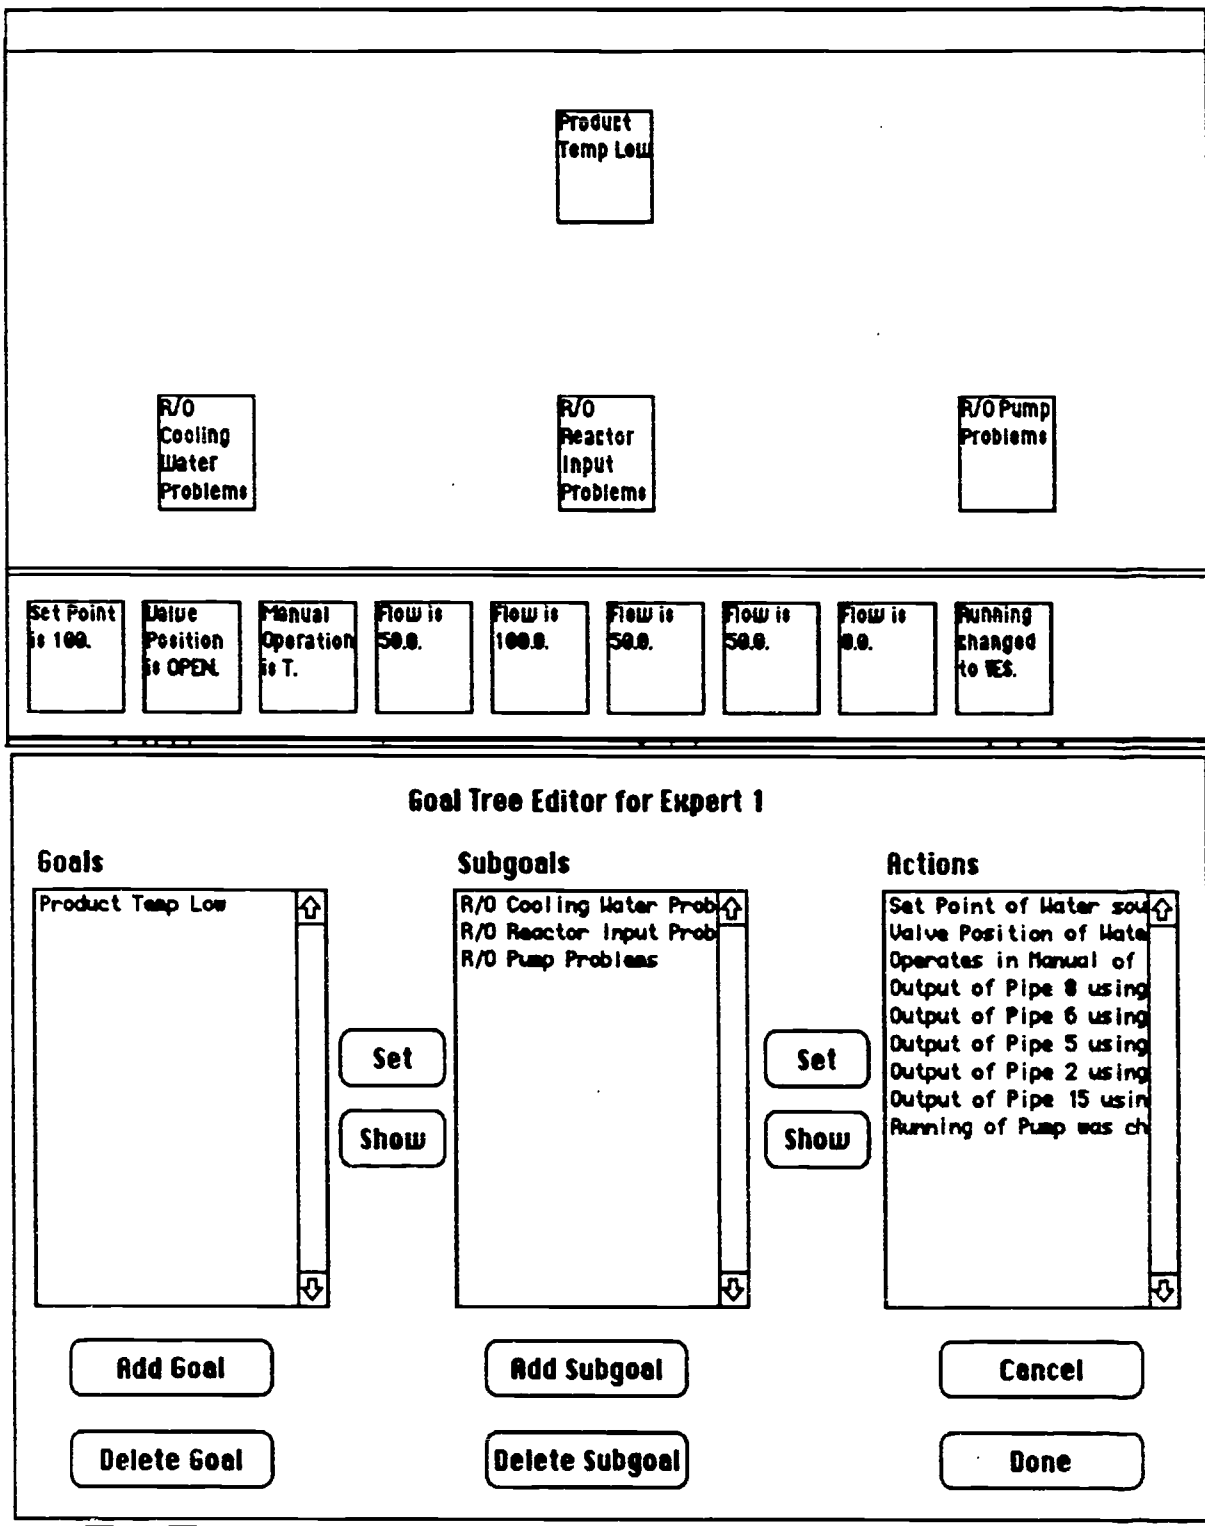 Product
Temp Low
R/O
Cooling
Water
Problems
R/O
Reactor
Input
Problems
R/O Pump
Problems
Set Point
is 100.
Valve
Position
is OPEN.
Manual
Operation
is T.
Flow is
50.0.
Flow is
100.0.
Flow is
50.0.
Flow is
50.0.
Flow is
0.0.
Running
changed
to YES.
Goal Tree Editor for Expert 1
Goals
Subgoals
Actions
Product Temp Low
R/O Cooling Water Prob
R/O Reactor Input Prob
R/O Pump Problems
Set Point of Water sou
Valve Position of Wate
Operates in Manual of
Output of Pipe 8 using
Output of Pipe 6 using
Output of Pipe 5 using
Output of Pipe 2 using
Output of Pipe 15 usin
Running of Pump was ch
Set
Show
Set
Show
Add Goal
Add Subgoal
Cancel
Delete Goal
Delete Subgoal
Done